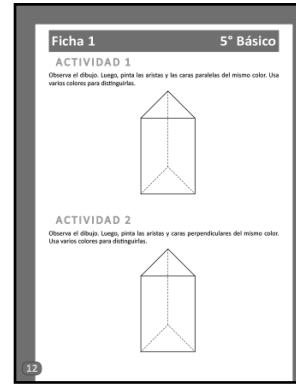 Ficha 1 5° Básico
ACTIVIDAD 1
Observa el dibujo. Luego, pinta las aristas y las caras paralelas del mismo color. Usa
varios colores para distinguirlas.
ACTIVIDAD 2
Observa el dibujo. Luego, pinta las aristas y caras perpendiculares del mismo color.
Usa varios colores para distinguirlas.
12